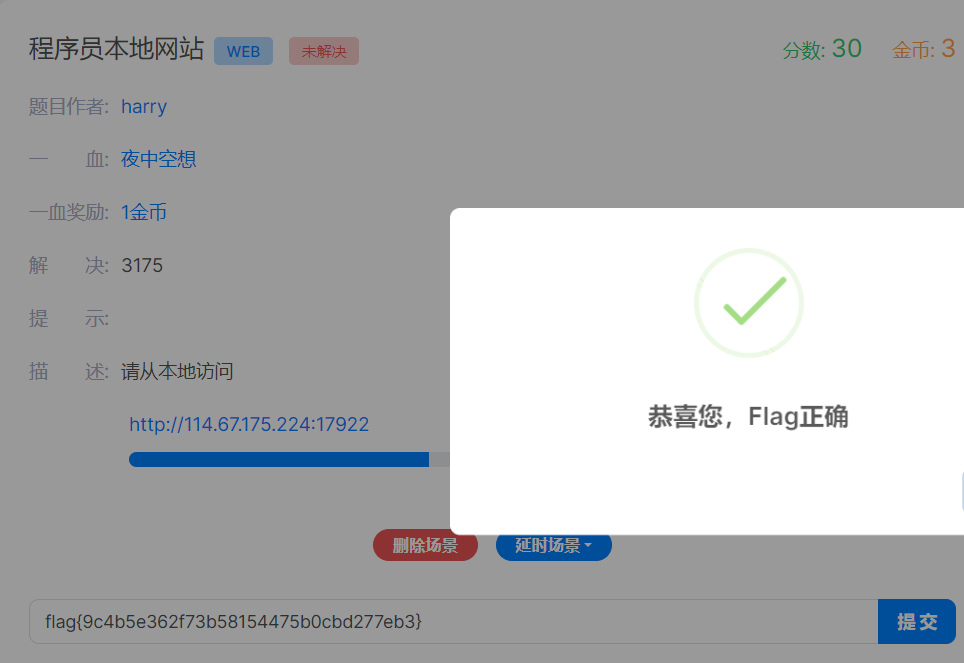 程序员本地网站 WEB 未解决 分数: 30 金币: 3
题目作者: harry
一 血: 夜中空想
一血奖励: 1金币
解 决: 3175
提 示:
描 述: 请从本地访问
http://114.67.175.224:17922
恭喜您，Flag正确
删除场景 延时场景
flag{9c4b5e362f73b58154475b0cbd277eb3} 提交